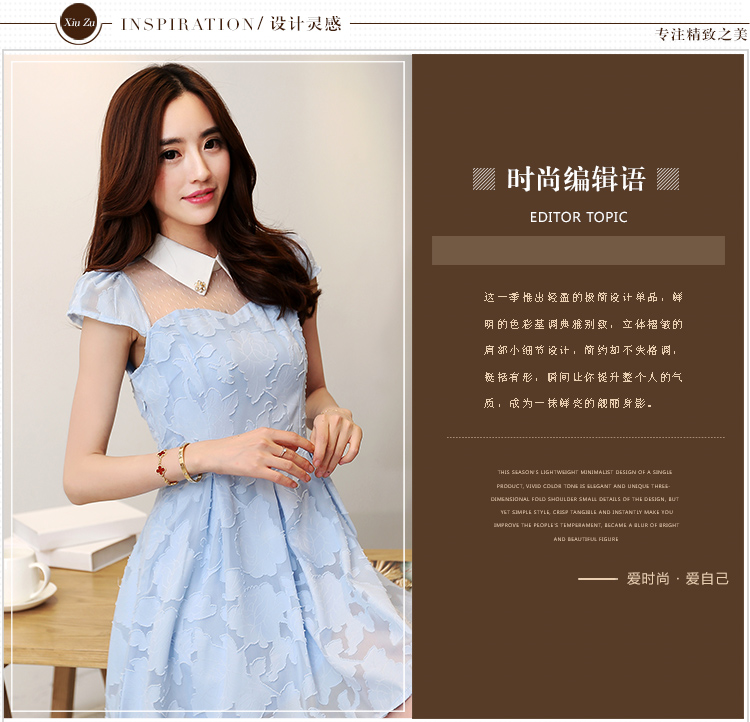 Xiu Zu
INSPIRATION/ 设计灵感
专注精致之美
时尚编辑语
EDITOR TOPIC
这一季推出轻盈的极简设计单品，鲜
明的色彩基调典雅别致，立体褶皱的
肩部小细节设计，简约却不失格调，
挺括有形，瞬间让你提升整个人的气
质，成为一抹鲜亮的靓丽身影。
THIS SEASON'S LIGHTWEIGHT MINIMALIST DESIGN OF A SINGLE
PRODUCT, VIVID COLOR TONE IS ELEGANT AND UNIQUE THREE-
DIMENSIONAL FOLD SHOULDER SMALL DETAILS OF THE DESIGN, BUT
YET SIMPLE STYLE, CRISP TANGIBLE AND INSTANTLY MAKE YOU
IMPROVE THE PEOPLE'S TEMPERAMENT, BECAME A BLUR OF BRIGHT
AND BEAUTIFUL FIGURE
爱时尚 · 爱自己